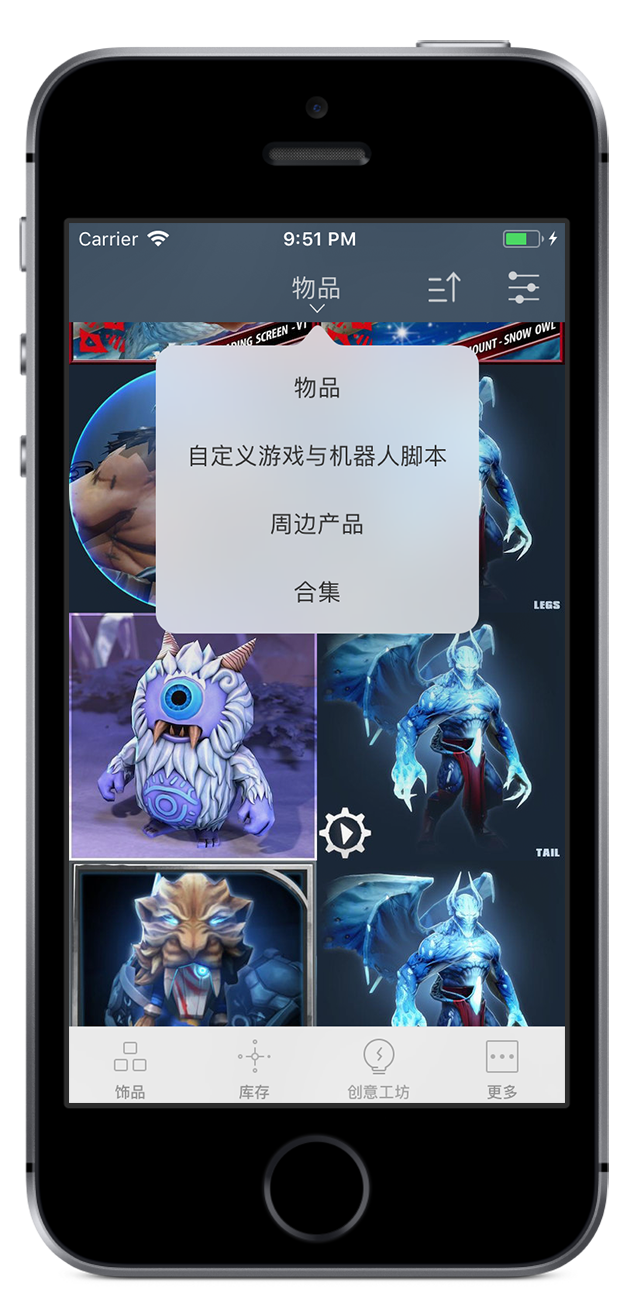 Carrier
9:51 PM
物品
ADING SCREEN - V1
OUNT - SNOW OWL
物品
自定义游戏与机器人脚本
周边产品
合集
LEGS
TAIL
饰品
库存
创意工坊
更多